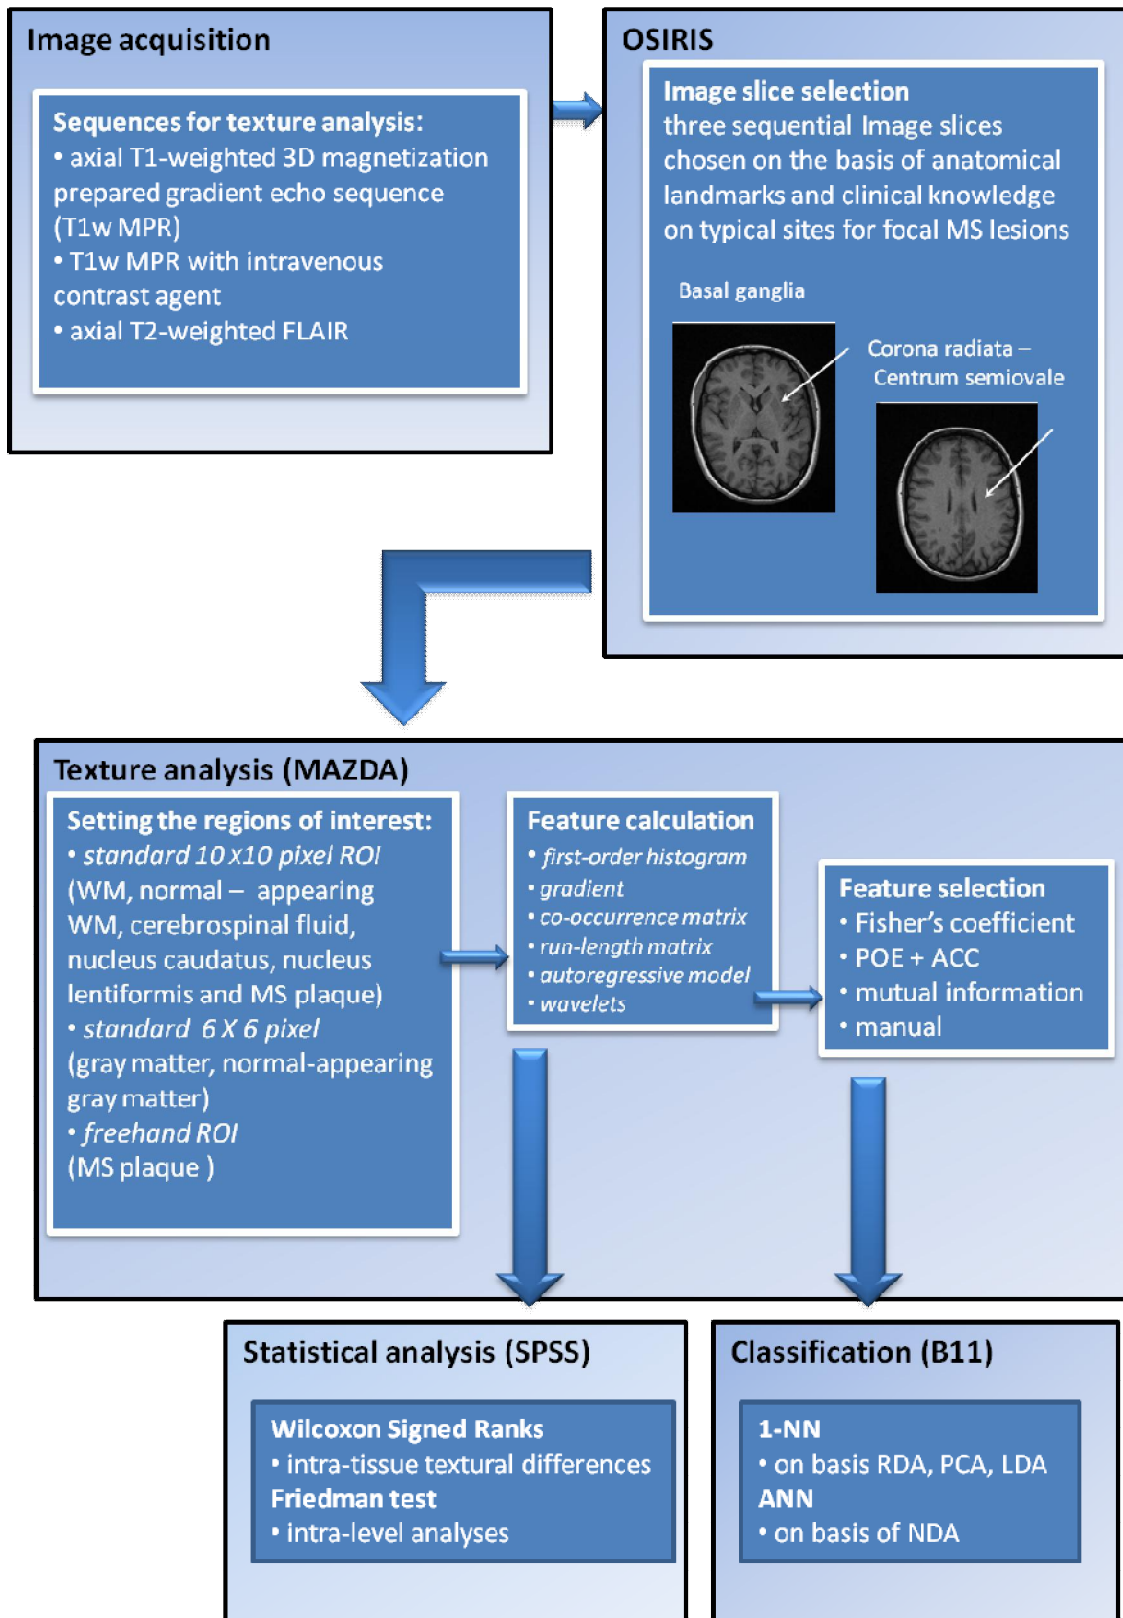 Image acquisition
Sequences for texture analysis:
• axial T1-weighted 3D magnetization
prepared gradient echo sequence
(T1w MPR)
• T1w MPR with intravenous
contrast agent
• axial T2-weighted FLAIR
OSIRIS
Image slice selection
three sequential Image slices
chosen on the basis of anatomical
landmarks and clinical knowledge
on typical sites for focal MS lesions
Basal ganglia
Corona radiata –
Centrum semiovale
Texture analysis (MAZDA)
Setting the regions of interest:
• standard 10 x10 pixel ROI
(WM, normal – appearing
WM, cerebrospinal fluid,
nucleus caudatus, nucleus
lentiformis and MS plaque)
• standard 6 X 6 pixel
(gray matter, normal-appearing
gray matter)
• freehand ROI
(MS plaque )
Feature calculation
• first-order histogram
• gradient
• co-occurrence matrix
• run-length matrix
• autoregressive model
• wavelets
Feature selection
• Fisher's coefficient
• POE + ACC
• mutual information
• manual
Statistical analysis (SPSS)
Wilcoxon Signed Ranks
• intra-tissue textural differences
Friedman test
• intra-level analyses
Classification (B11)
1-NN
• on basis RDA, PCA, LDA
ANN
• on basis of NDA